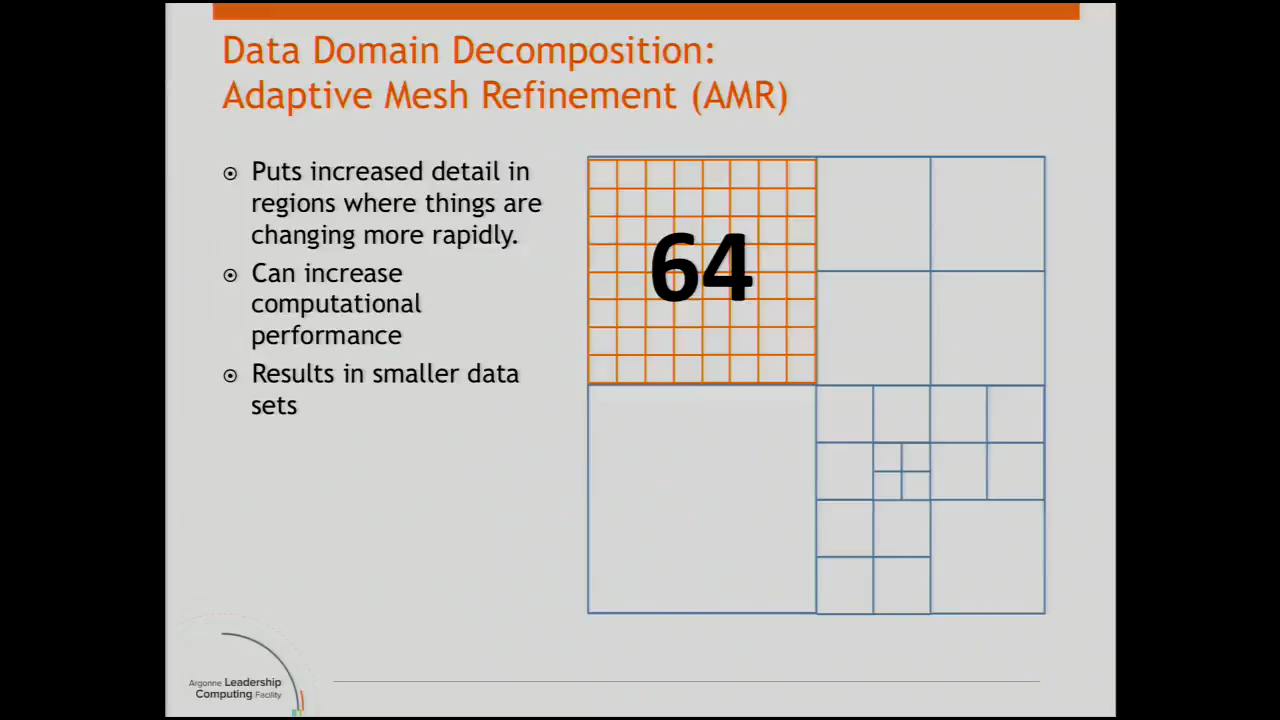 Data Domain Decomposition:
Adaptive Mesh Refinement (AMR)
Puts increased detail in
regions where things are
changing more rapidly.
Can increase
computational
performance
Results in smaller data
sets
64
Argonne Leadership
Computing Facility